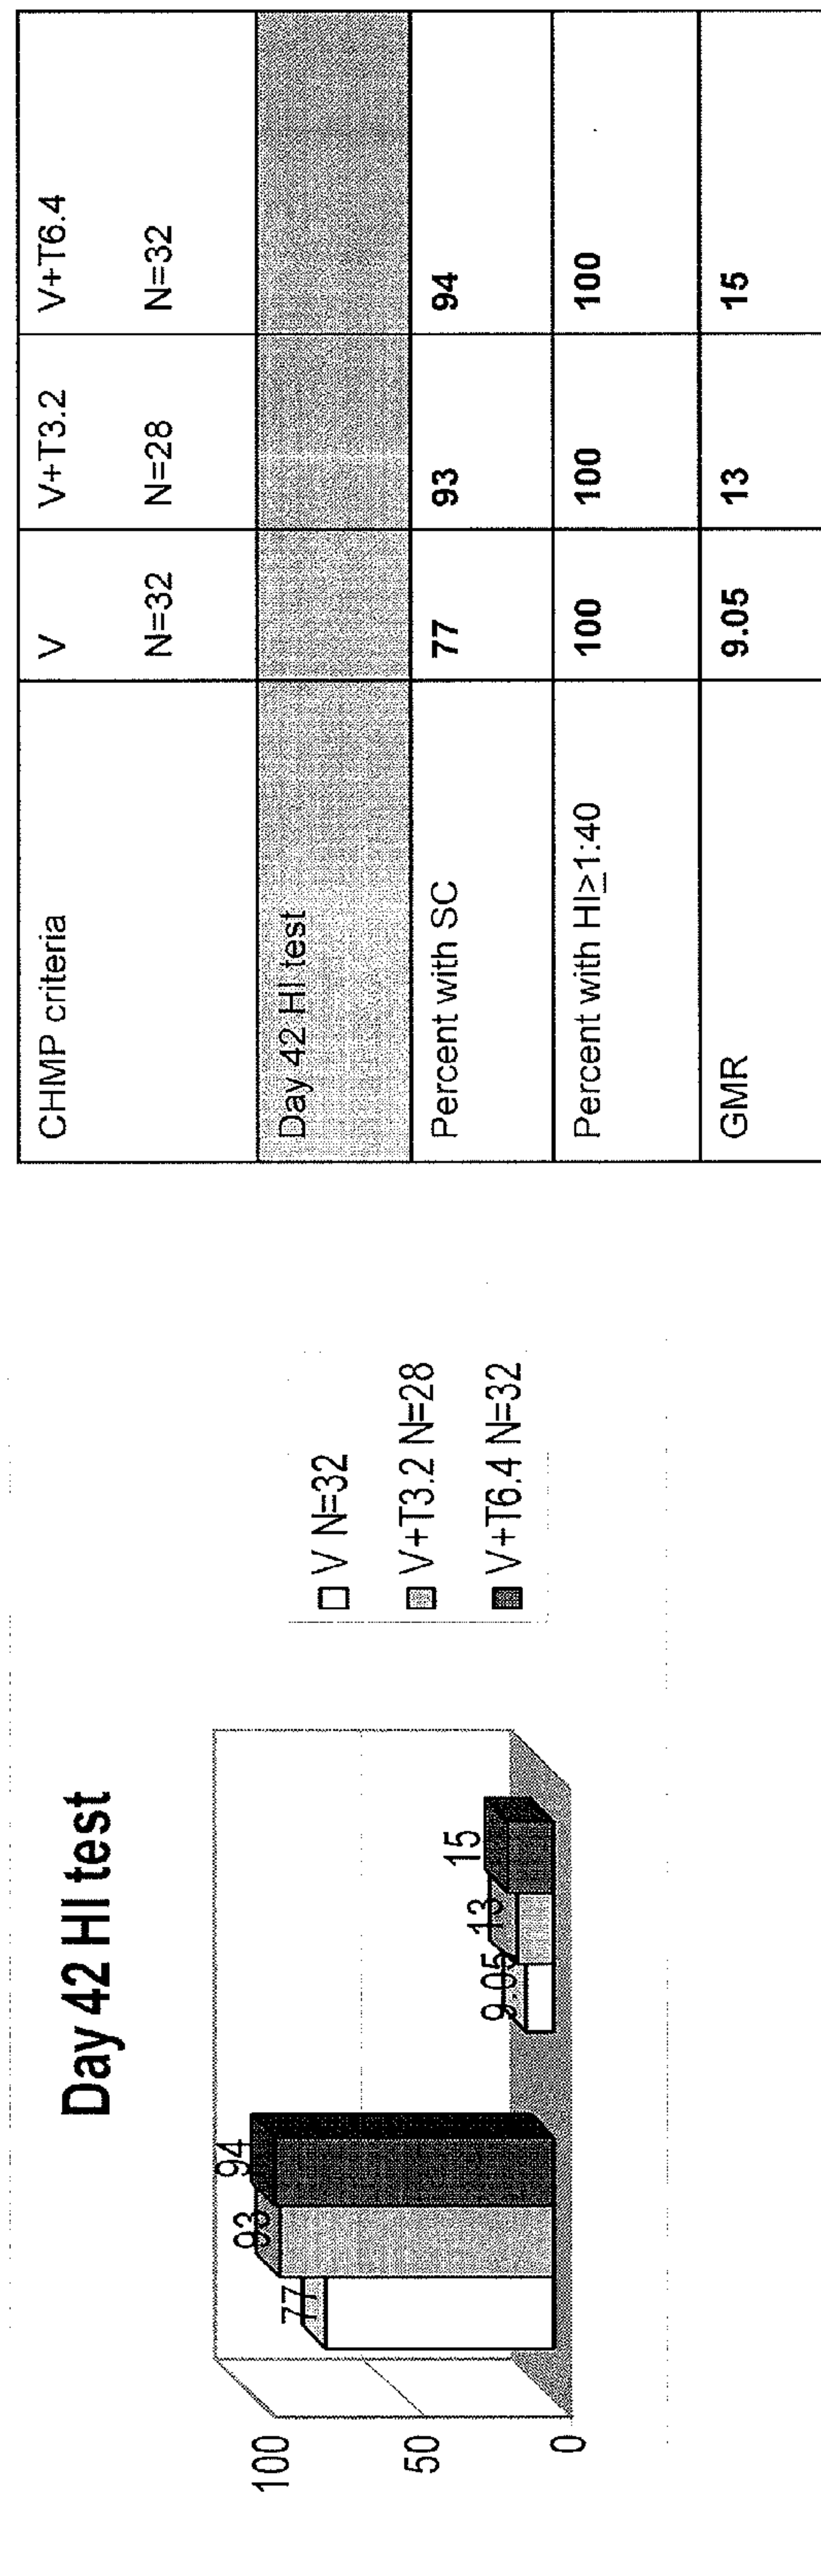 Day 42 HI test
100
50
0
77
93
94
9.05
13
15
V N=32
V+T3.2 N=28
V+T6.4 N=32
CHMP criteria V V+T3.2 V+T6.4
N=32 N=28 N=32
Day 42 HI test
Percent with SC 77 93 94
Percent with HI≥1:40 100 100 100
GMR 9.05 13 15